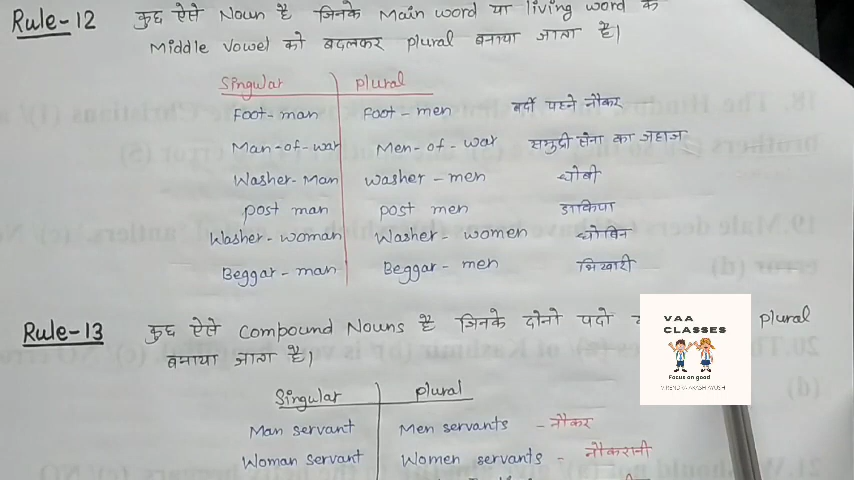 Rule-12 कुछ ऐसे Noun है जिनके Main word या living word के
Middle Vowel को बदलकर plural बनाया जाता है।
Singular plural
Foot-man Foot-men वर्दी पहने नौकर
Man-of-war Men-of-war समुद्री सेना का जहाज
Washer-Man washer-men धोबी
post man post men डाकिया
Washer-woman Washer-women धोबिन
Beggar-man Beggar-men भिखारी
Rule-13 कुछ ऐसे Compound Nouns है जिनके दोनो पदो plural
बनाया जाता है।
VAA
CLASSES
Focus on good
Singular plural
Man servant Men servants - नौकर
Woman servant Women servants - नौकरानी